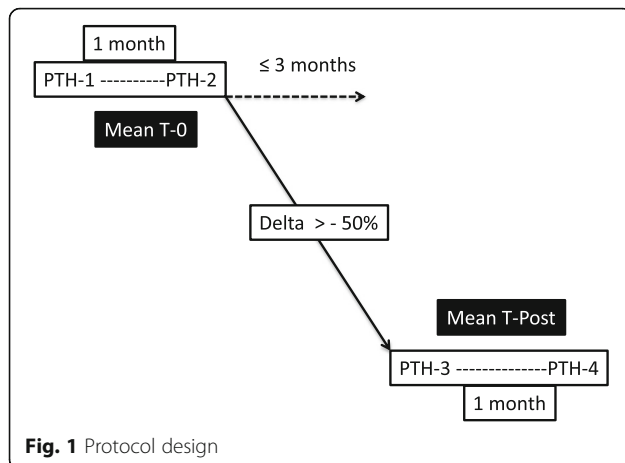 1 month
PTH-1 ----------PTH-2
≤ 3 months
Mean T-0
Delta > - 50%
Mean T-Post
PTH-3 --------------PTH-4
1 month
Fig. 1 Protocol design